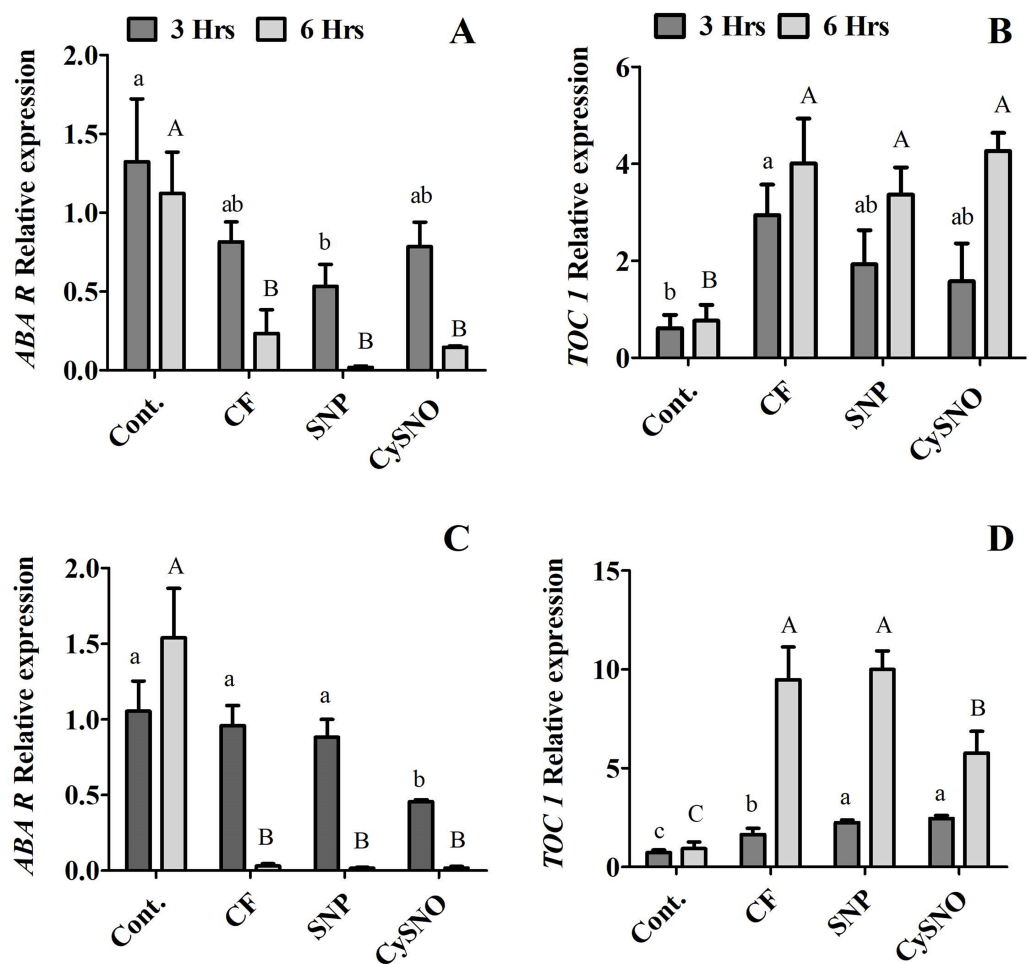 3 Hrs 6 Hrs A
ABA R Relative expression
2.0
1.5
1.0
0.5
0.0
a A ab B b B ab B
Cont. CF SNP CySNO
3 Hrs 6 Hrs B
TOC 1 Relative expression
6
4
2
0
b B a A ab A ab A
Cont. CF SNP CySNO
C
ABA R Relative expression
2.0
1.5
1.0
0.5
0.0
a A a B a B b B
Cont. CF SNP CySNO
D
TOC 1 Relative expression
15
10
5
0
c C b A a A a B
Cont. CF SNP CySNO